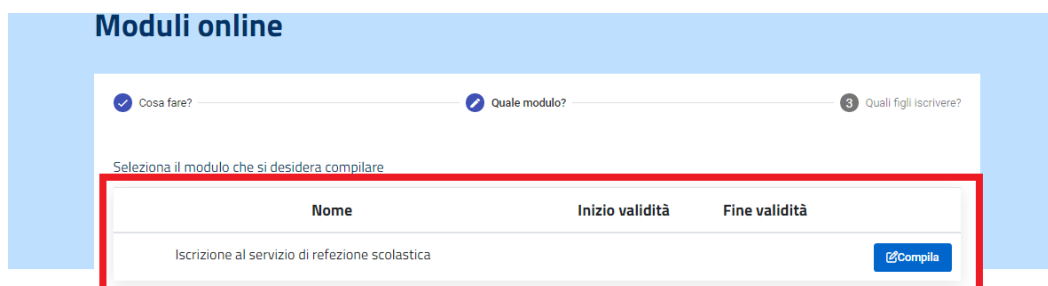 Moduli online
Cosa fare? Quale modulo? 3 Quali figli iscrivere?
Seleziona il modulo che si desidera compilare
Nome Inizio validità Fine validità
Iscrizione al servizio di refezione scolastica Compila